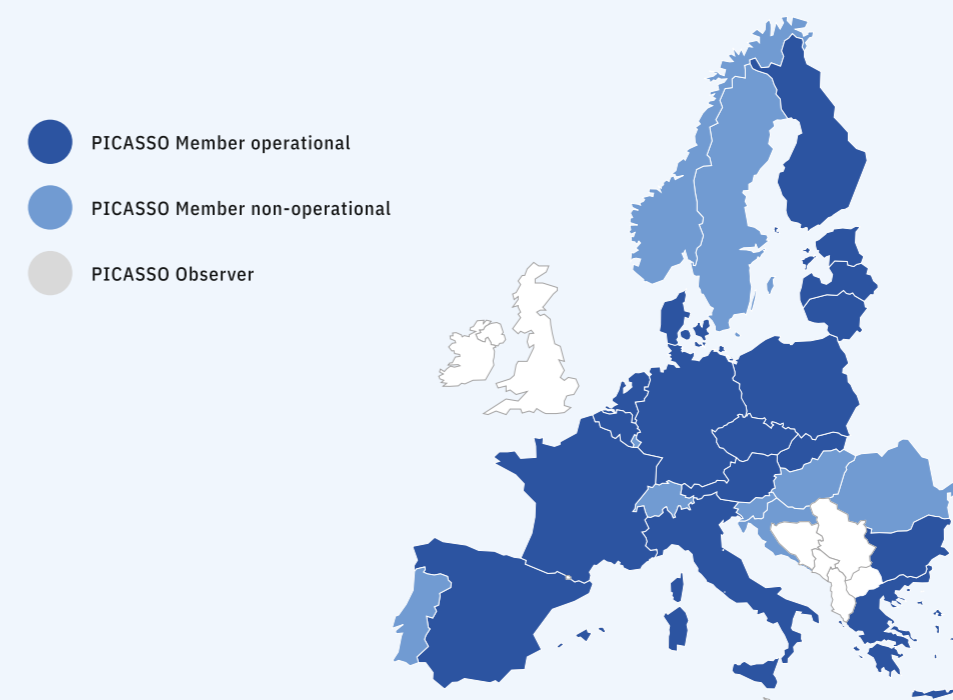 PICASSO Member operational
PICASSO Member non-operational
PICASSO Observer